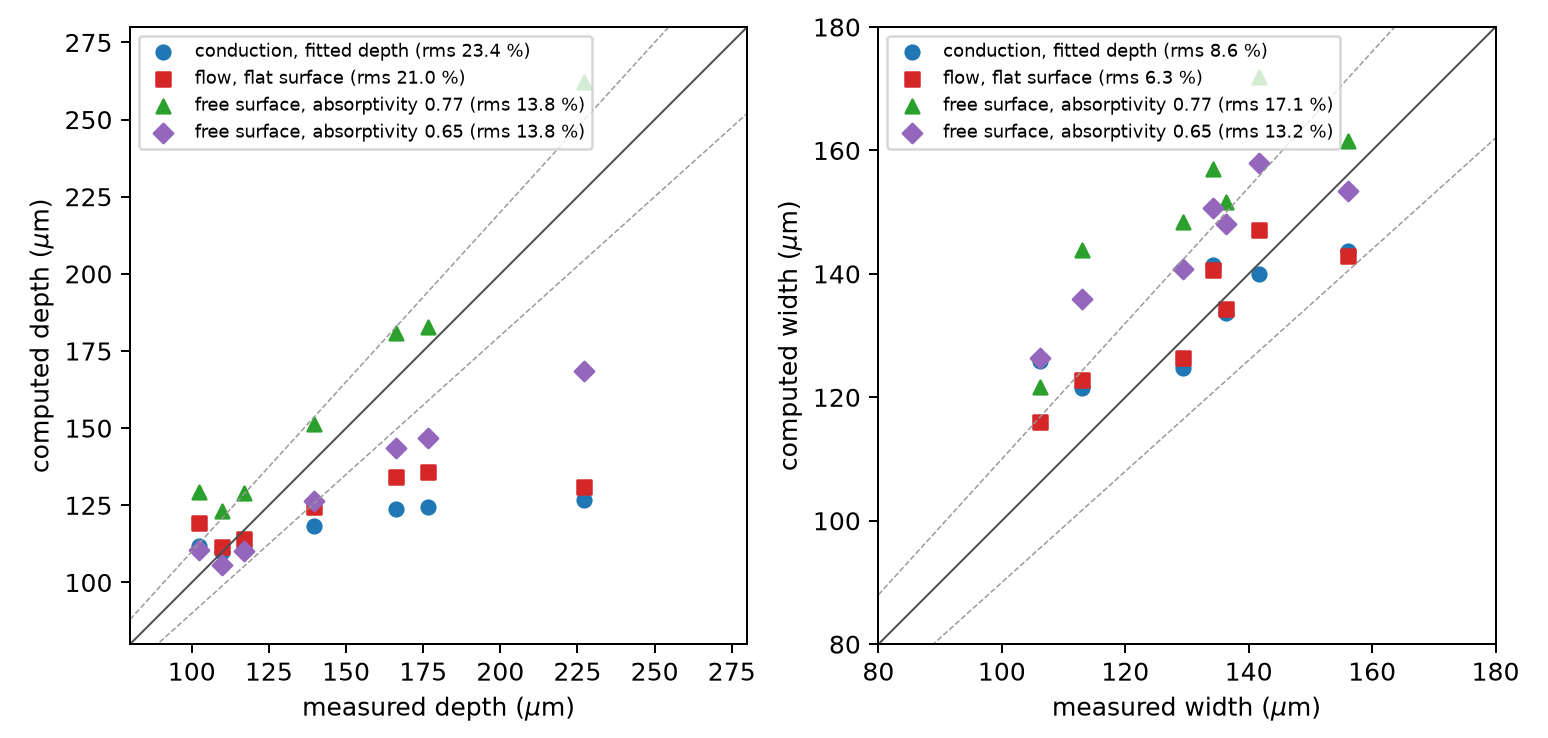 275
250
225
200
175
150
125
100
computed depth (μm)
conduction, fitted depth (rms 23.4 %)
flow, flat surface (rms 21.0 %)
free surface, absorptivity 0.77 (rms 13.8 %)
free surface, absorptivity 0.65 (rms 13.8 %)
100 125 150 175 200 225 250 275
measured depth (μm)
180
160
140
120
100
80
computed width (μm)
conduction, fitted depth (rms 8.6 %)
flow, flat surface (rms 6.3 %)
free surface, absorptivity 0.77 (rms 17.1 %)
free surface, absorptivity 0.65 (rms 13.2 %)
80 100 120 140 160 180
measured width (μm)